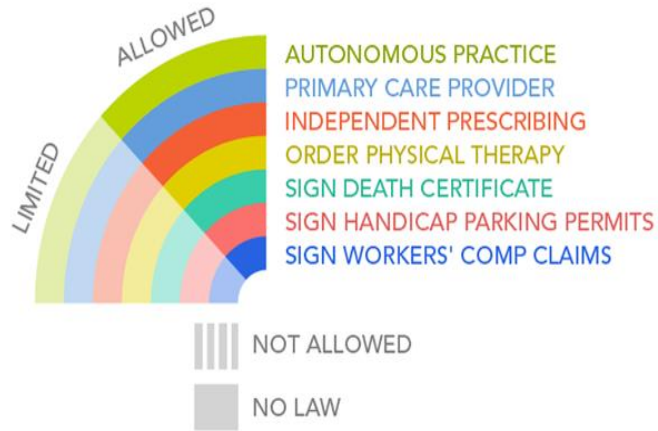 ALLOWED
LIMITED
AUTONOMOUS PRACTICE
PRIMARY CARE PROVIDER
INDEPENDENT PRESCRIBING
ORDER PHYSICAL THERAPY
SIGN DEATH CERTIFICATE
SIGN HANDICAP PARKING PERMITS
SIGN WORKERS' COMP CLAIMS
NOT ALLOWED
NO LAW